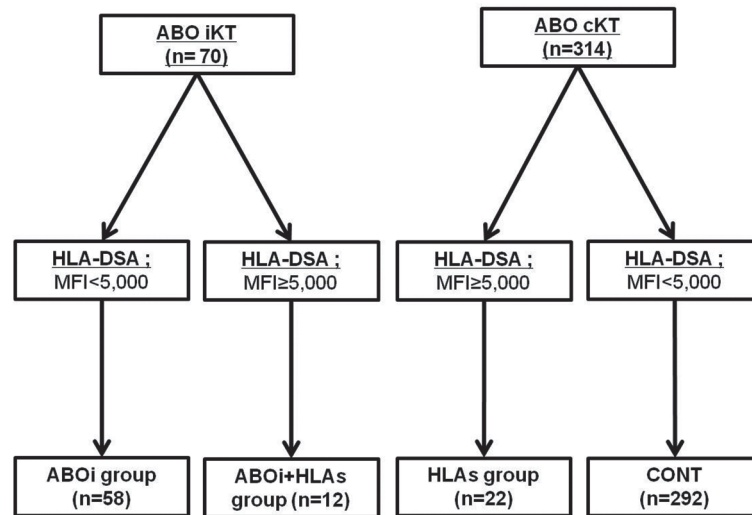 ABO iKT
(n= 70)
ABO cKT
(n=314)
HLA-DSA ;
MFI<5,000
HLA-DSA ;
MFI≥5,000
HLA-DSA ;
MFI≥5,000
HLA-DSA ;
MFI<5,000
ABOi group
(n=58)
ABOi+HLAs
group (n=12)
HLAs group
(n=22)
CONT
(n=292)